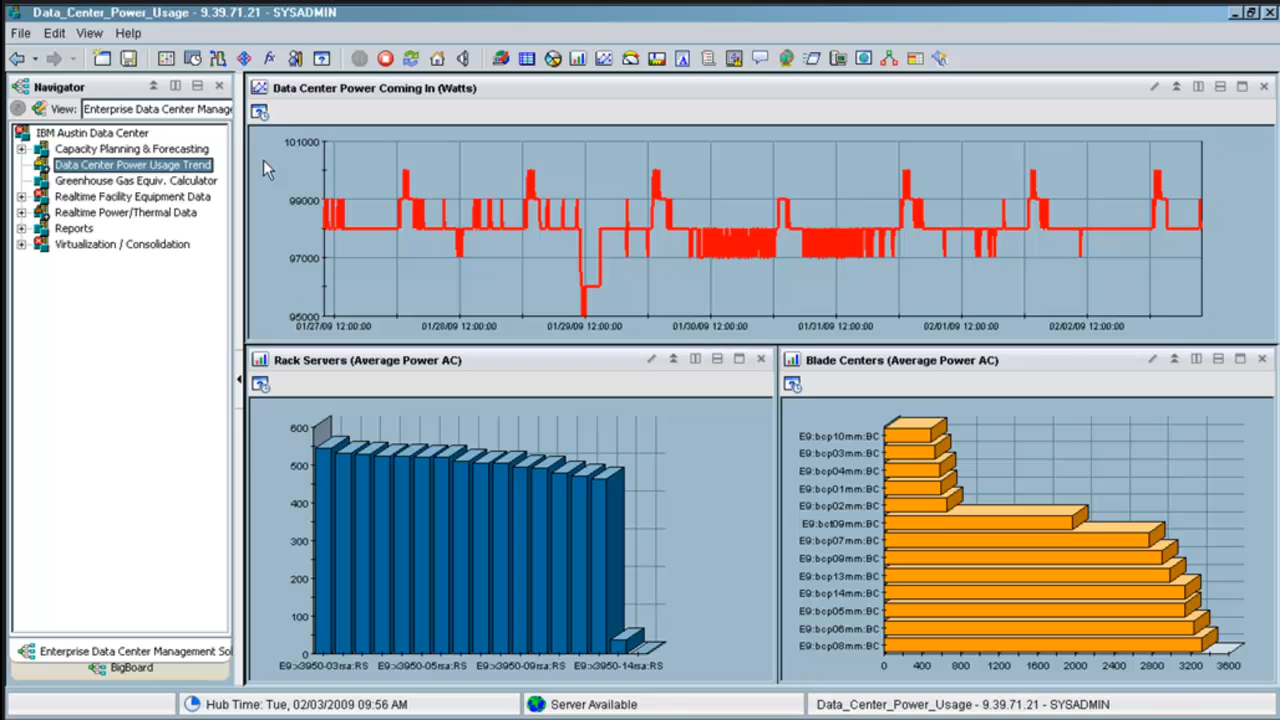 Data_Center_Power_Usage - 9.39.71.21 - SYSADMIN
File Edit View Help
Navigator
View: Enterprise Data Center Manage
IBM Austin Data Center
Capacity Planning & Forecasting
Data Center Power Usage Trend
Greenhouse Gas Equiv. Calculator
Realtime Facility Equipment Data
Realtime Power/Thermal Data
Reports
Virtualization / Consolidation
Enterprise Data Center Management Sol
BigBoard
Data Center Power Coming In (Watts)
101000
99000
97000
95000
01/27/09 12:00:00 01/28/09 12:00:00 01/29/09 12:00:00 01/30/09 12:00:00 01/31/09 12:00:00 02/01/09 12:00:00 02/02/09 12:00:00
Rack Servers (Average Power AC)
600
500
400
300
200
100
0
E9:x3950-03rsa:RS E9:x3950-05rsa:RS E9:x3950-09rsa:RS E9:x3950-14rsa:RS
Blade Centers (Average Power AC)
E9:bcp10mm:BC
E9:bcp03mm:BC
E9:bcp04mm:BC
E9:bcp01mm:BC
E9:bcp02mm:BC
E9:bct09mm:BC
E9:bcp07mm:BC
E9:bcp09mm:BC
E9:bcp13mm:BC
E9:bcp14mm:BC
E9:bcp05mm:BC
E9:bcp06mm:BC
E9:bcp08mm:BC
0 400 800 1200 1600 2000 2400 2800 3200 3600
Hub Time: Tue, 02/03/2009 09:56 AM
Server Available
Data_Center_Power_Usage - 9.39.71.21 - SYSADMIN